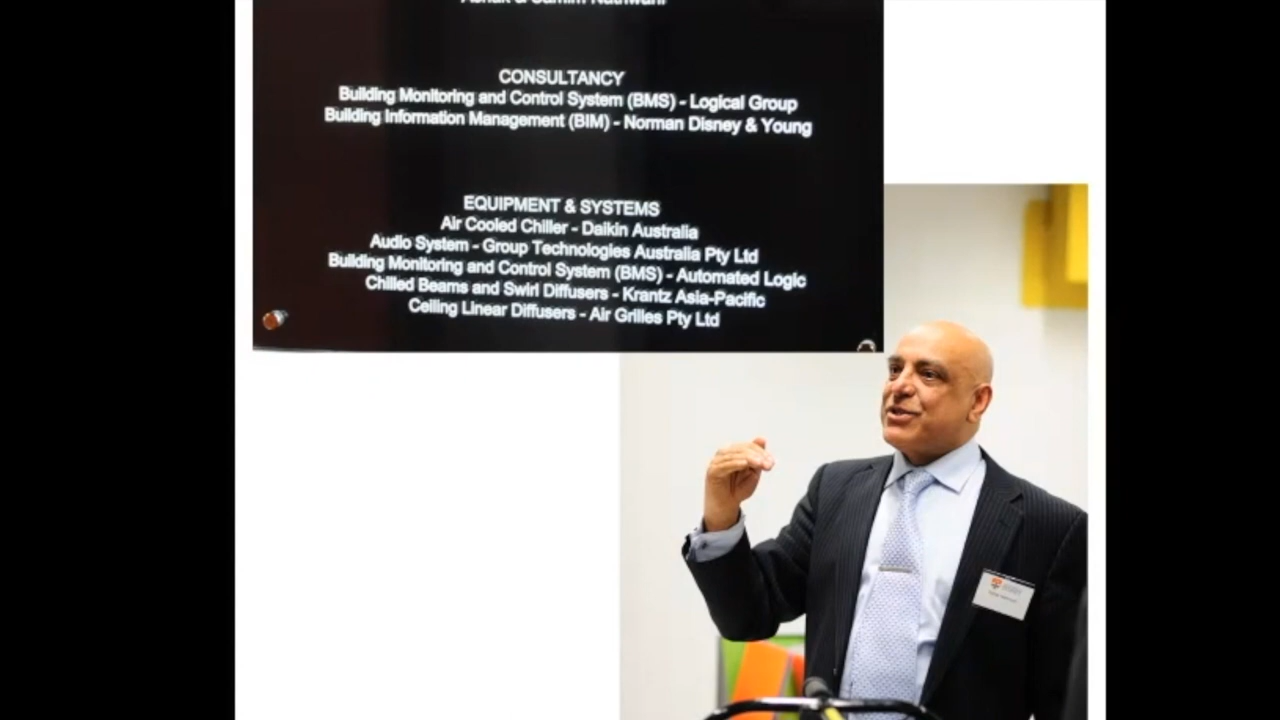 CONSULTANCY
Building Monitoring and Control System (BMS) - Logical Group
Building Information Management (BIM) - Norman Disney & Young
EQUIPMENT & SYSTEMS
Air Cooled Chiller - Daikin Australia
Audio System - Group Technologies Australia Pty Ltd
Building Monitoring and Control System (BMS) - Automated Logic
Chilled Beams and Swirl Diffusers - Krantz Asia-Pacific
Ceiling Linear Diffusers - Air Grilles Pty Ltd